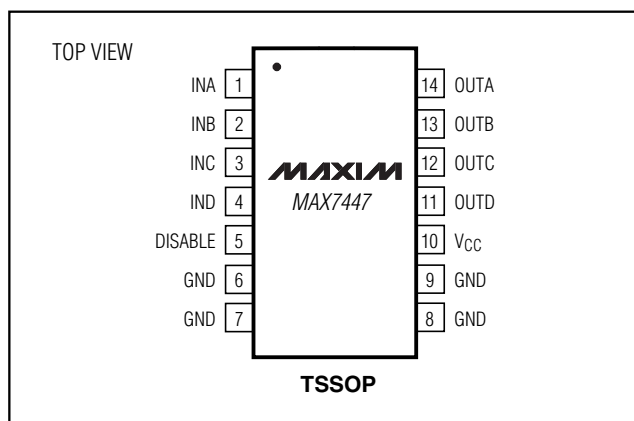 TOP VIEW
INA 1
INB 2
INC 3
IND 4
DISABLE 5
GND 6
GND 7
MAXIM
MAX7447
14 OUTA
13 OUTB
12 OUTC
11 OUTD
10 VCC
9 GND
8 GND
TSSOP